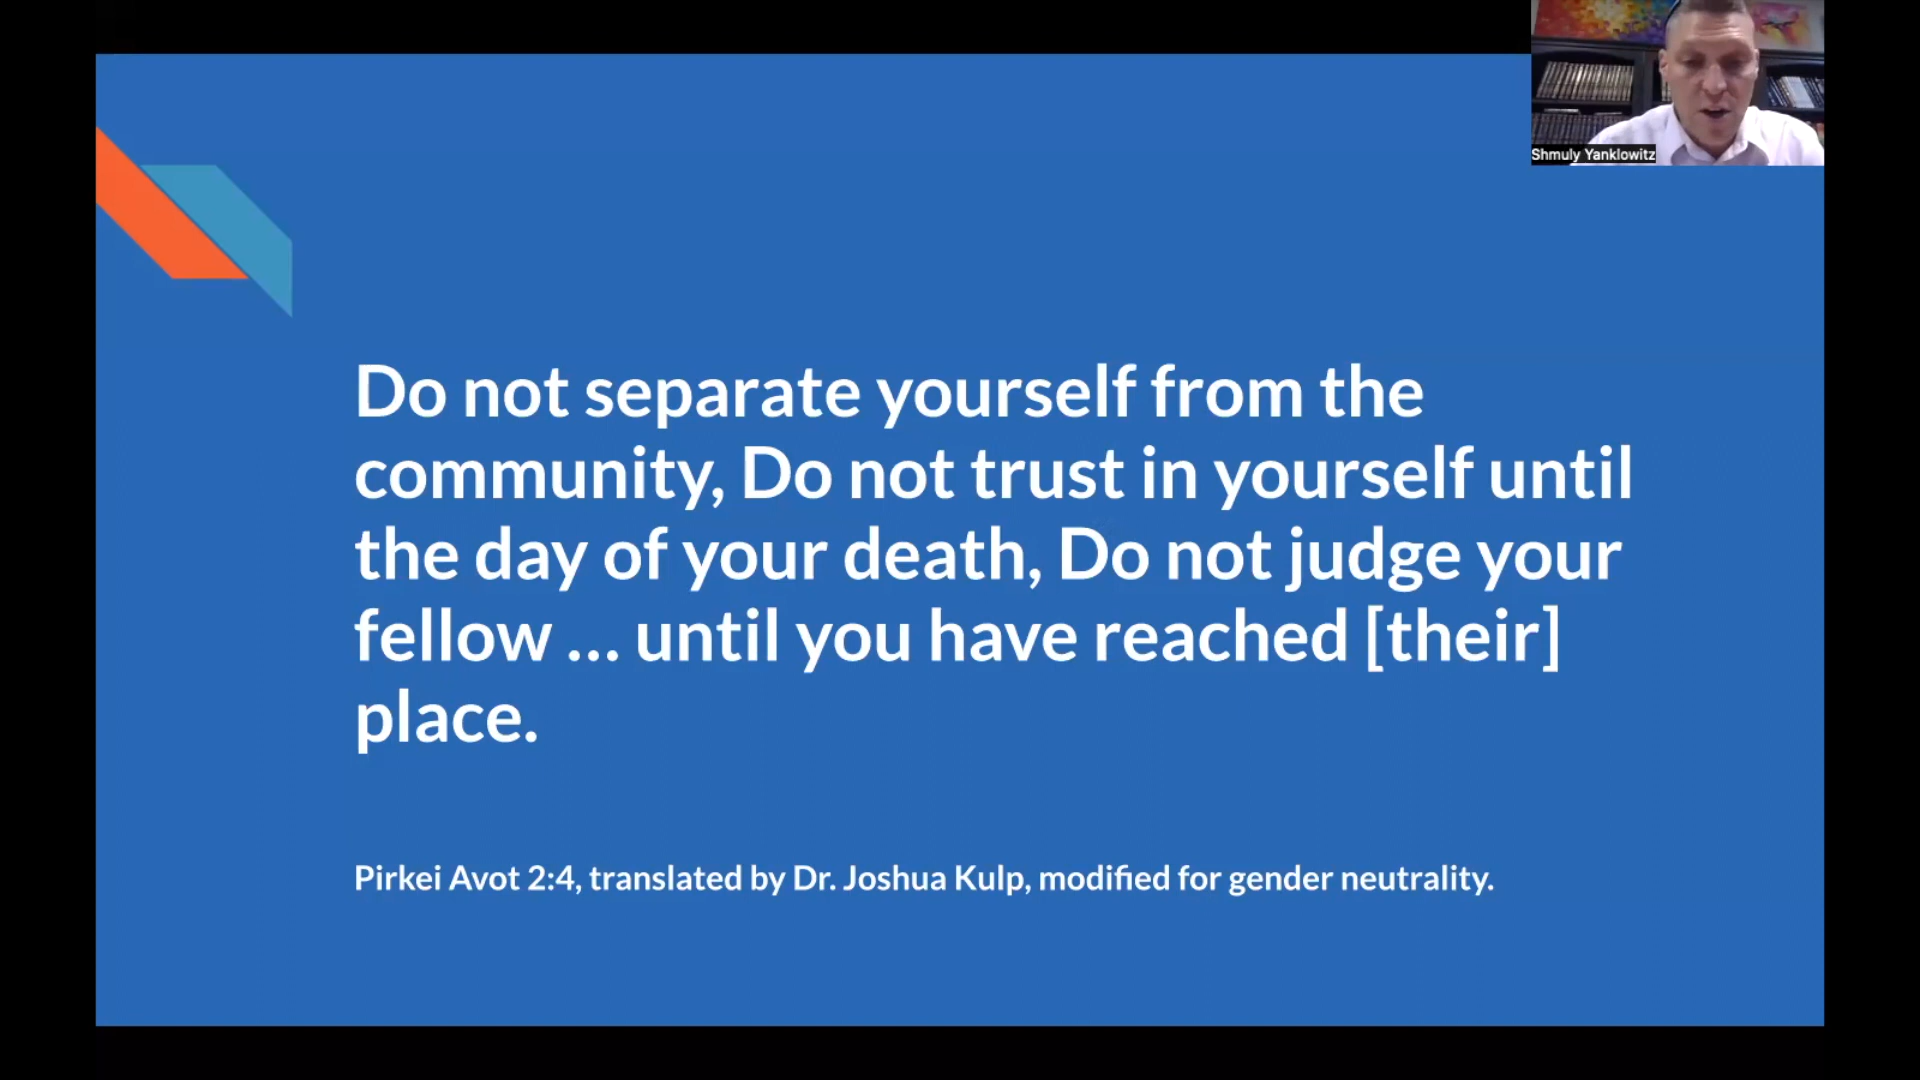 Shmuly Yanklowitz
Do not separate yourself from the
community, Do not trust in yourself until
the day of your death, Do not judge your
fellow ... until you have reached [their]
place.
Pirkei Avot 2:4, translated by Dr. Joshua Kulp, modified for gender neutrality.